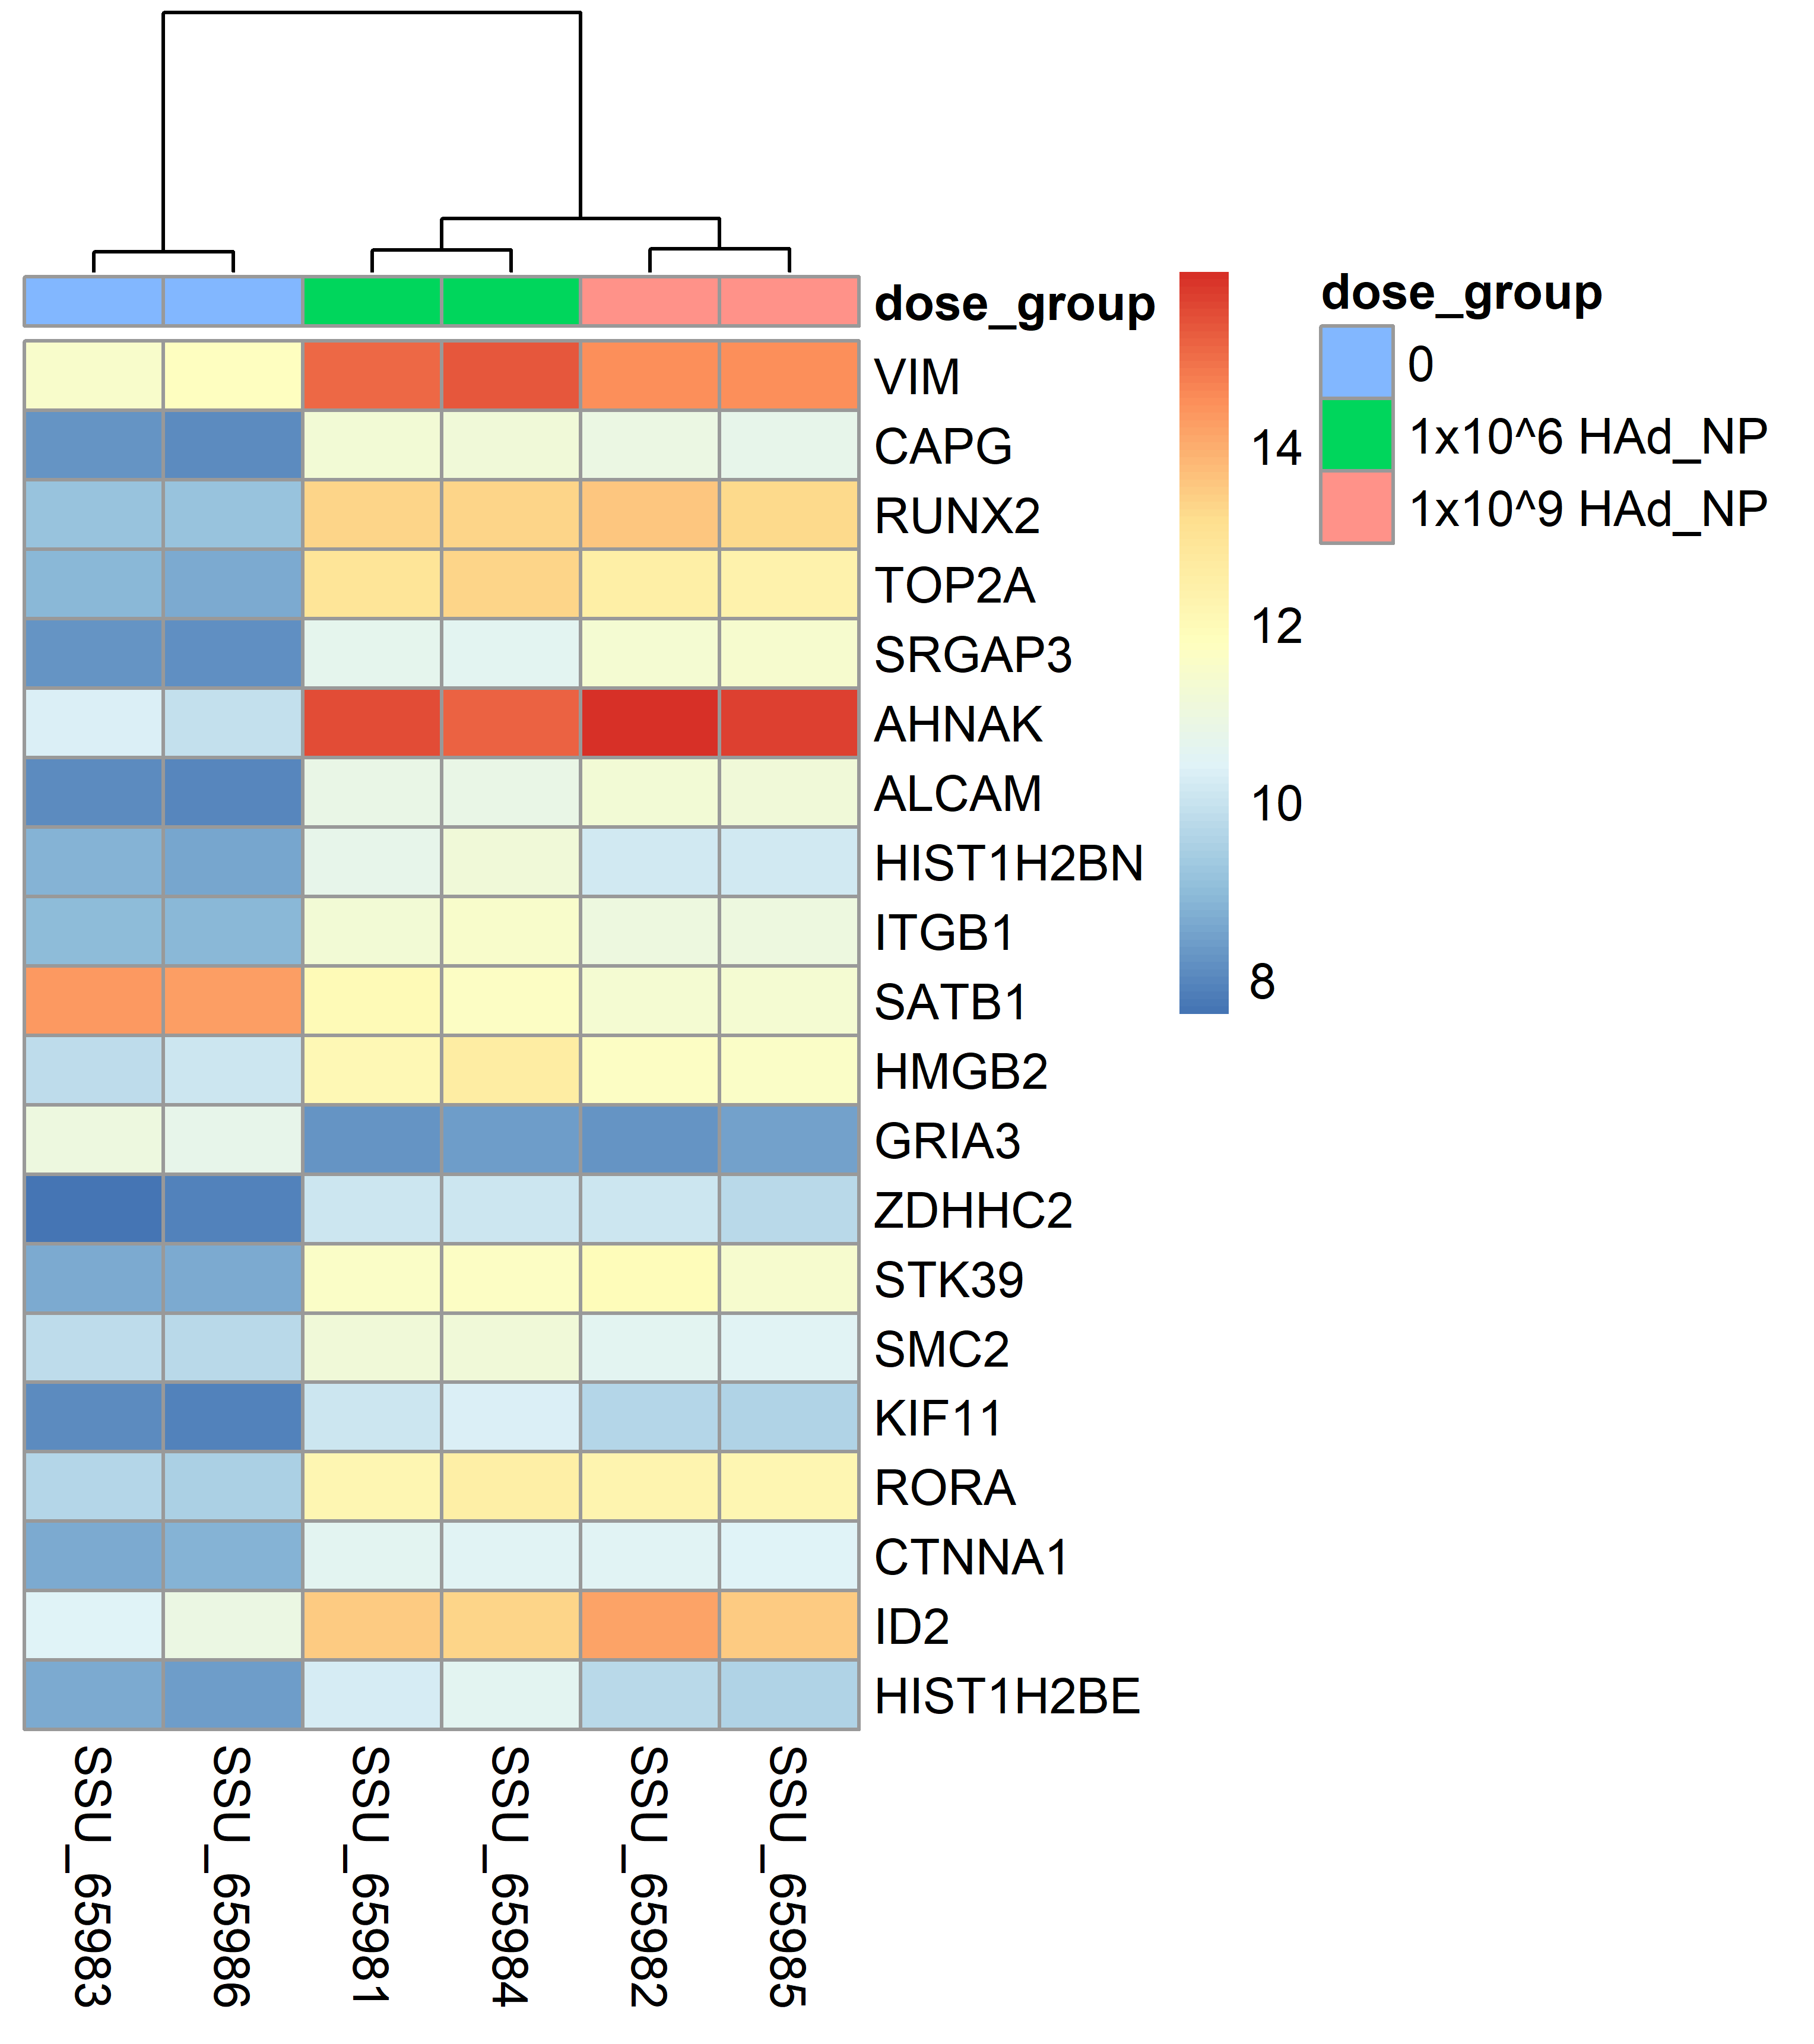 dose_group
VIM
CAPG
RUNX2
TOP2A
SRGAP3
AHNAK
ALCAM
HIST1H2BN
ITGB1
SATB1
HMGB2
GRIA3
ZDHHC2
STK39
SMC2
KIF11
RORA
CTNNA1
ID2
HIST1H2BE
SSU_65983
SSU_65986
SSU_65981
SSU_65984
SSU_65982
SSU_65985
14
12
10
8
dose_group
0
1x10^6 HAd_NP
1x10^9 HAd_NP